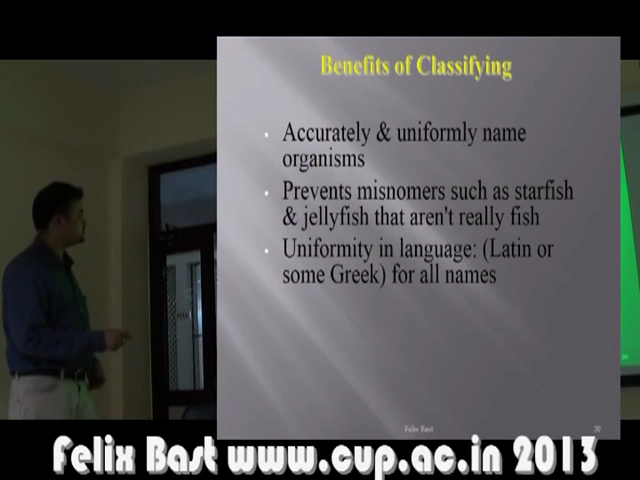 Benefits of Classifying
• Accurately & uniformly name
organisms
• Prevents misnomers such as starfish
& jellyfish that aren't really fish
• Uniformity in language: (Latin or
some Greek) for all names
Felix Bast
20
Felix Bast www.cup.ac.in 2013